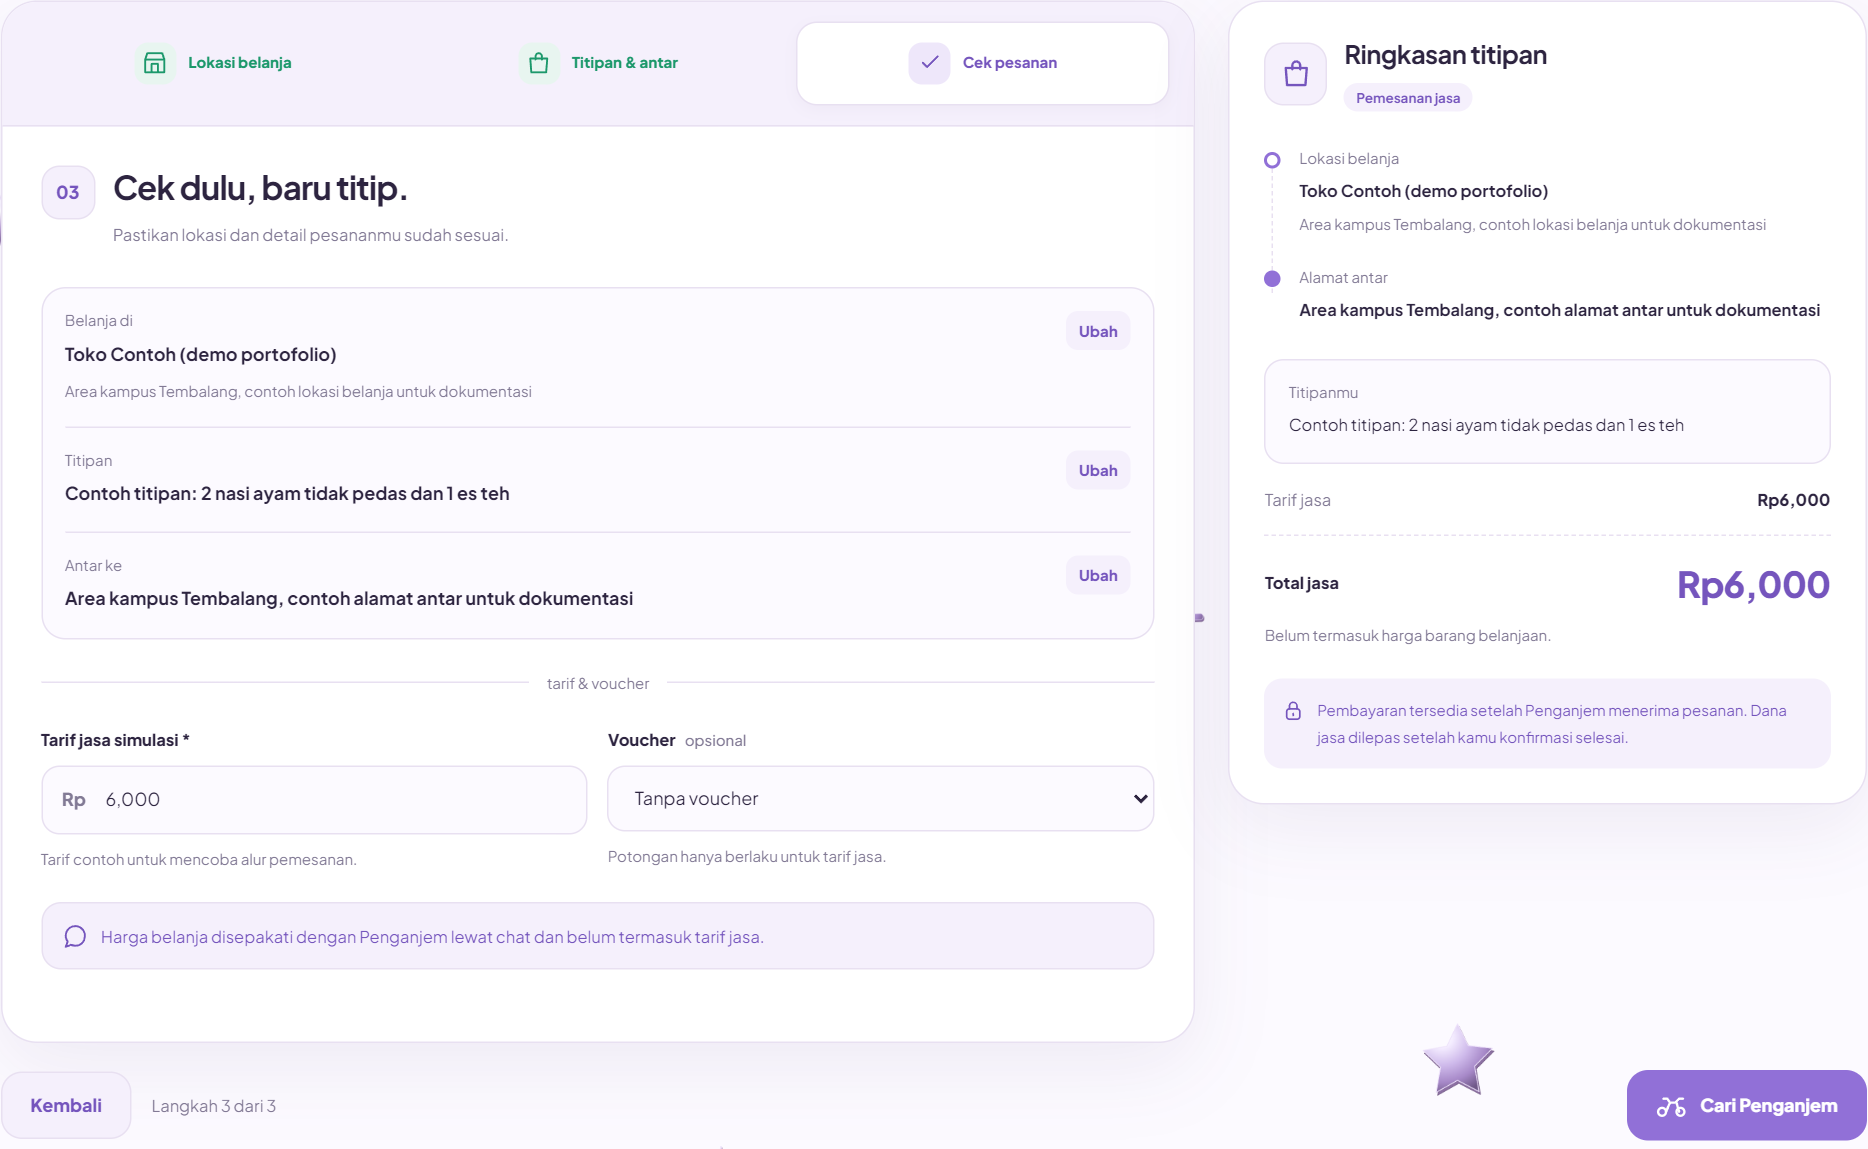 Lokasi belanja
Titipan & antar
Cek pesanan
03
Cek dulu, baru titip.
Pastikan lokasi dan detail pesananmu sudah sesuai.
Belanja di
Ubah
Toko Contoh (demo portofolio)
Area kampus Tembalang, contoh lokasi belanja untuk dokumentasi
Titipan
Ubah
Contoh titipan: 2 nasi ayam tidak pedas dan 1 es teh
Antar ke
Ubah
Area kampus Tembalang, contoh alamat antar untuk dokumentasi
tarif & voucher
Tarif jasa simulasi *
Rp 6,000
Tarif contoh untuk mencoba alur pemesanan.
Voucher opsional
Tanpa voucher
Potongan hanya berlaku untuk tarif jasa.
Harga belanja disepakati dengan Penganjem lewat chat dan belum termasuk tarif jasa.
Kembali
Langkah 3 dari 3
Ringkasan titipan
Pemesanan jasa
Lokasi belanja
Toko Contoh (demo portofolio)
Area kampus Tembalang, contoh lokasi belanja untuk dokumentasi
Alamat antar
Area kampus Tembalang, contoh alamat antar untuk dokumentasi
Titipanmu
Contoh titipan: 2 nasi ayam tidak pedas dan 1 es teh
Tarif jasa Rp6,000
Total jasa Rp6,000
Belum termasuk harga barang belanjaan.
Pembayaran tersedia setelah Penganjem menerima pesanan. Dana
jasa dilepas setelah kamu konfirmasi selesai.
Cari Penganjem